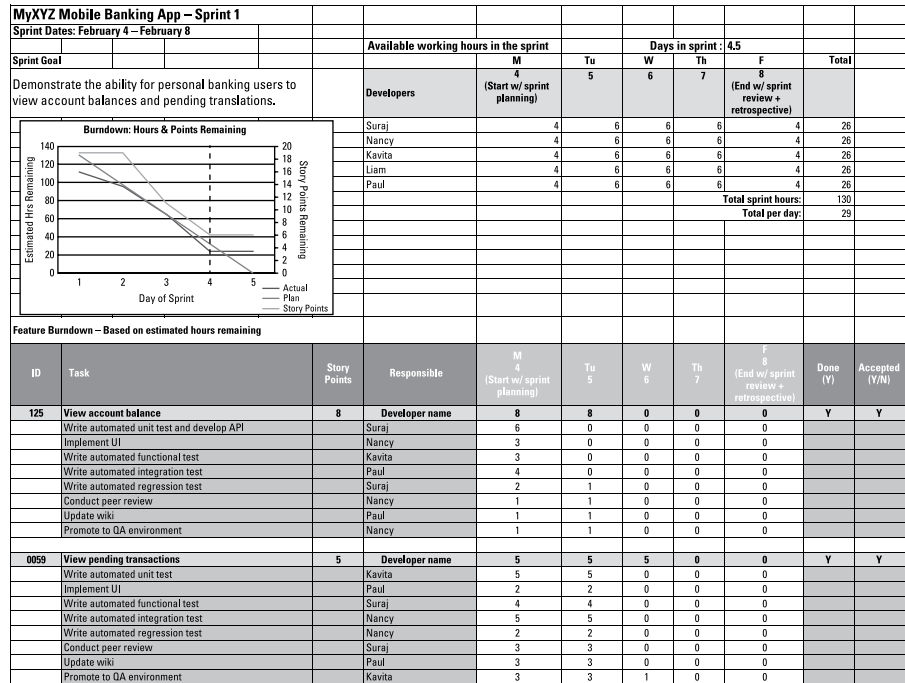 MyXYZ Mobile Banking App – Sprint 1
Sprint Dates: February 4 – February 8
Available working hours in the sprint Days in sprint : 4.5
Sprint Goal M Tu W Th F Total
Demonstrate the ability for personal banking users to
view account balances and pending translations.
Developers 4 (Start w/ sprint planning) 5 6 7 8 (End w/ sprint review + retrospective)
Suraj 4 6 6 6 4 26
Nancy 4 6 6 6 4 26
Kavita 4 6 6 6 4 26
Liam 4 6 6 6 4 26
Paul 4 6 6 6 4 26
Total sprint hours: 130
Total per day: 29
Burndown: Hours & Points Remaining
Estimated Hrs Remaining
140
120
100
80
60
40
20
0
20
18
16
14
12
10
8
6
4
2
0
Story Points Remaining
1 2 3 4 5
Day of Sprint
Actual
Plan
Story Points
Feature Burndown – Based on estimated hours remaining
ID Task Story Points Responsible M 4 (Start w/ sprint planning) Tu 5 W 6 Th 7 F 8 (End w/ sprint review + retrospective) Done (Y) Accepted (Y/N)
125 View account balance 8 Developer name 8 8 0 0 0 Y Y
Write automated unit test and develop API Suraj 6 0 0 0 0
Implement UI Nancy 3 0 0 0 0
Write automated functional test Kavita 3 0 0 0 0
Write automated integration test Paul 4 0 0 0 0
Write automated regression test Suraj 2 1 0 0 0
Conduct peer review Nancy 1 1 0 0 0
Update wiki Paul 1 1 0 0 0
Promote to QA environment Nancy 1 1 0 0 0
0059 View pending transactions 5 Developer name 5 5 5 0 0 Y Y
Write automated unit test Kavita 5 5 0 0 0
Implement UI Paul 2 2 0 0 0
Write automated functional test Suraj 4 4 0 0 0
Write automated integration test Nancy 5 5 0 0 0
Write automated regression test Nancy 2 2 0 0 0
Conduct peer review Suraj 3 3 0 0 0
Update wiki Paul 3 3 0 0 0
Promote to QA environment Kavita 3 3 1 0 0